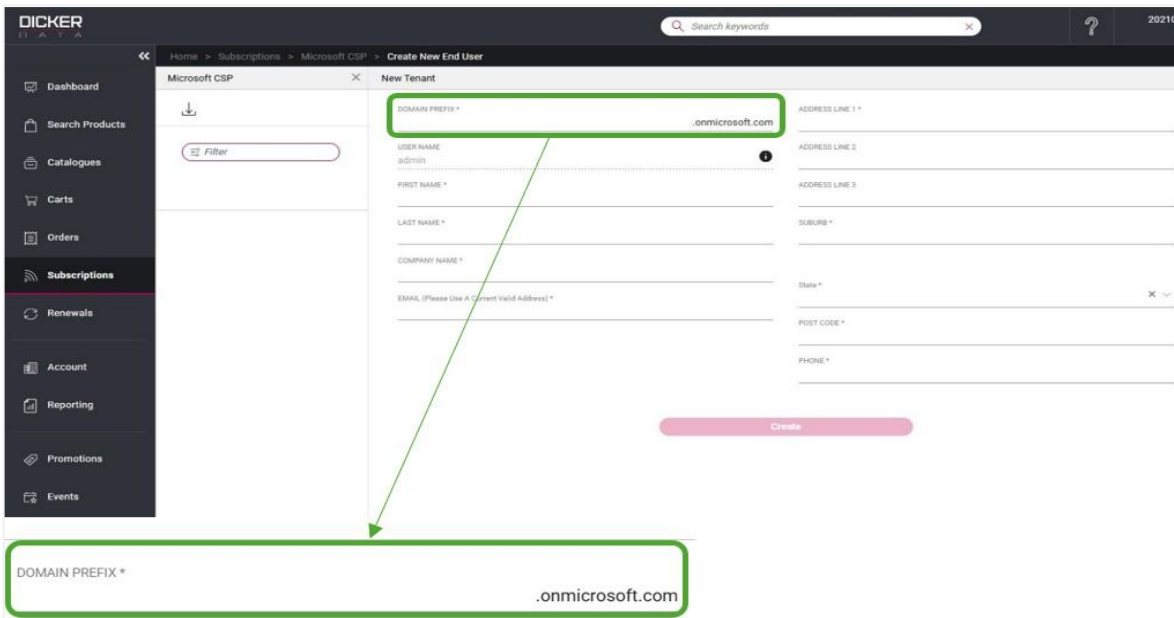 DICKER
DATA
Search keywords
20210
Home > Subscriptions > Microsoft CSP > Create New End User
Dashboard
Search Products
Catalogues
Carts
Orders
Subscriptions
Renewals
Account
Reporting
Promotions
Events
Microsoft CSP
Filter
New Tenant
DOMAIN PREFIX *
.onmicrosoft.com
USER NAME
admin
FIRST NAME *
LAST NAME *
COMPANY NAME *
EMAIL (Please Use A Current Valid Address) *
ADDRESS LINE 1 *
ADDRESS LINE 2
ADDRESS LINE 3
SUBURB *
State *
POST CODE *
PHONE *
Create
DOMAIN PREFIX *
.onmicrosoft.com